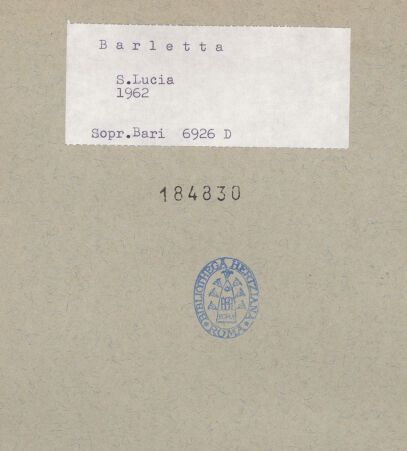 Barletta
S.Lucia
1962
Sopr.Bari 6926 D
184830
BIBLIOTHECA HERTZIANA
ROMA